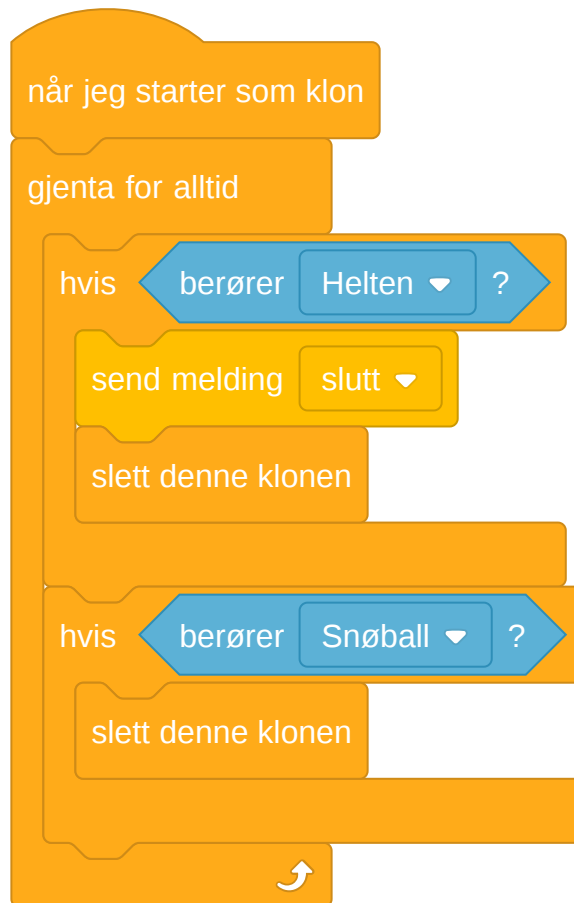 når jeg starter som klon
gjenta for alltid
hvis berører Helten ?
send melding slutt
slett denne klonen
hvis berører Snøball ?
slett denne klonen